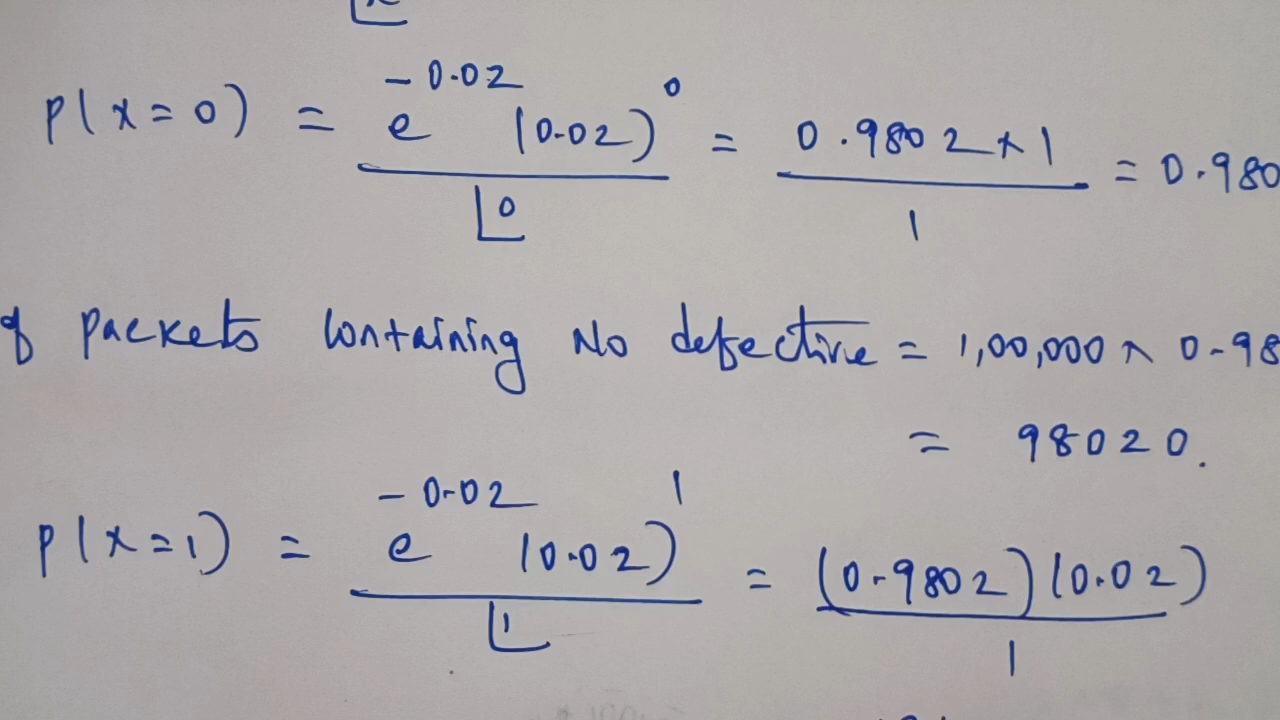 P(x=0) = e^{-0.02} (0.02)^0 / ⌊0 = 0.9802 × 1 / 1 = 0.980
of packets containing No defective = 1,00,000 × 0.98
= 98020.
P(x=1) = e^{-0.02} (0.02)^1 / ⌊1 = (0.9802)(0.02) / 1